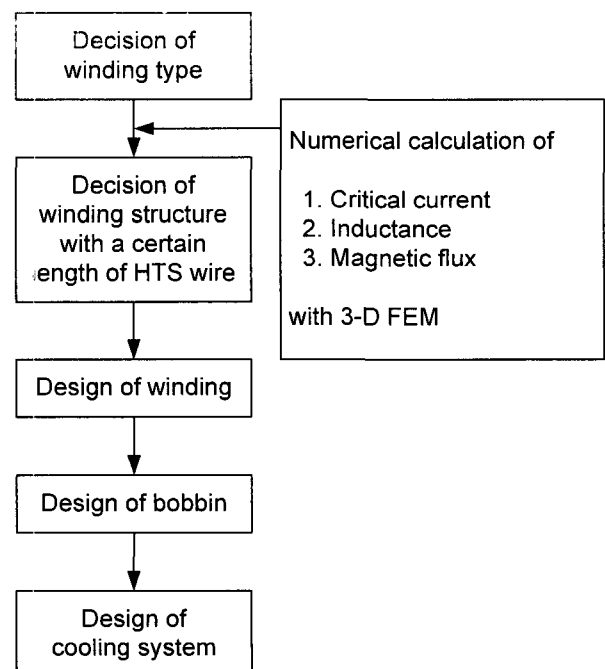 Decision of
winding type
Numerical calculation of
1. Critical current
2. Inductance
3. Magnetic flux
with 3-D FEM
Decision of
winding structure
with a certain
ength of HTS wire
Design of winding
Design of bobbin
Design of
cooling system